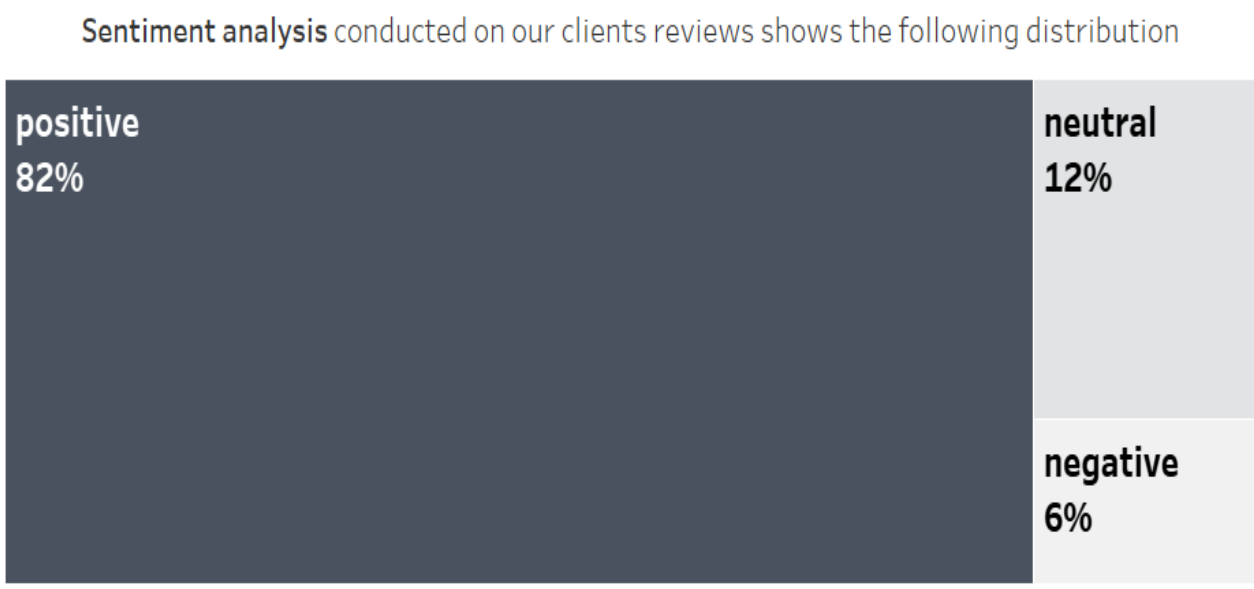 Sentiment analysis conducted on our clients reviews shows the following distribution
positive
82%
neutral
12%
negative
6%